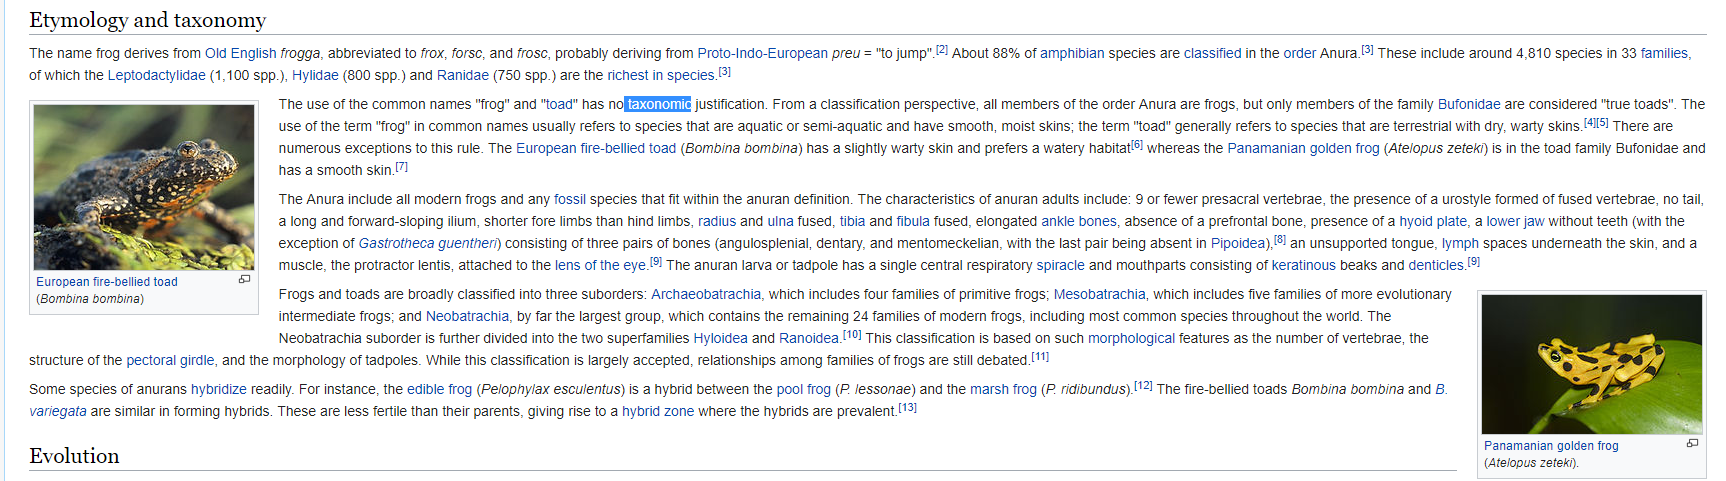 Etymology and taxonomy
The name frog derives from Old English frogga, abbreviated to frox, forsc, and frosc, probably deriving from Proto-Indo-European preu = "to jump".[2] About 88% of amphibian species are classified in the order Anura.[3] These include around 4,810 species in 33 families,
of which the Leptodactylidae (1,100 spp.), Hylidae (800 spp.) and Ranidae (750 spp.) are the richest in species.[3]
The use of the common names "frog" and "toad" has no taxonomic justification. From a classification perspective, all members of the order Anura are frogs, but only members of the family Bufonidae are considered "true toads". The
use of the term "frog" in common names usually refers to species that are aquatic or semi-aquatic and have smooth, moist skins; the term "toad" generally refers to species that are terrestrial with dry, warty skins.[4][5] There are
numerous exceptions to this rule. The European fire-bellied toad (Bombina bombina) has a slightly warty skin and prefers a watery habitat[6] whereas the Panamanian golden frog (Atelopus zeteki) is in the toad family Bufonidae and
has a smooth skin.[7]
The Anura include all modern frogs and any fossil species that fit within the anuran definition. The characteristics of anuran adults include: 9 or fewer presacral vertebrae, the presence of a urostyle formed of fused vertebrae, no tail,
a long and forward-sloping ilium, shorter fore limbs than hind limbs, radius and ulna fused, tibia and fibula fused, elongated ankle bones, absence of a prefrontal bone, presence of a hyoid plate, a lower jaw without teeth (with the
exception of Gastrotheca guentheri) consisting of three pairs of bones (angulosplenial, dentary, and mentomeckelian, with the last pair being absent in Pipoidea),[8] an unsupported tongue, lymph spaces underneath the skin, and a
muscle, the protractor lentis, attached to the lens of the eye.[9] The anuran larva or tadpole has a single central respiratory spiracle and mouthparts consisting of keratinous beaks and denticles.[9]
European fire-bellied toad
(Bombina bombina)
Frogs and toads are broadly classified into three suborders: Archaeobatrachia, which includes four families of primitive frogs; Mesobatrachia, which includes five families of more evolutionary
intermediate frogs; and Neobatrachia, by far the largest group, which contains the remaining 24 families of modern frogs, including most common species throughout the world. The
Neobatrachia suborder is further divided into the two superfamilies Hyloidea and Ranoidea.[10] This classification is based on such morphological features as the number of vertebrae, the
structure of the pectoral girdle, and the morphology of tadpoles. While this classification is largely accepted, relationships among families of frogs are still debated.[11]
Some species of anurans hybridize readily. For instance, the edible frog (Pelophylax esculentus) is a hybrid between the pool frog (P. lessonae) and the marsh frog (P. ridibundus).[12] The fire-bellied toads Bombina bombina and B.
variegata are similar in forming hybrids. These are less fertile than their parents, giving rise to a hybrid zone where the hybrids are prevalent.[13]
Panamanian golden frog
(Atelopus zeteki).
Evolution